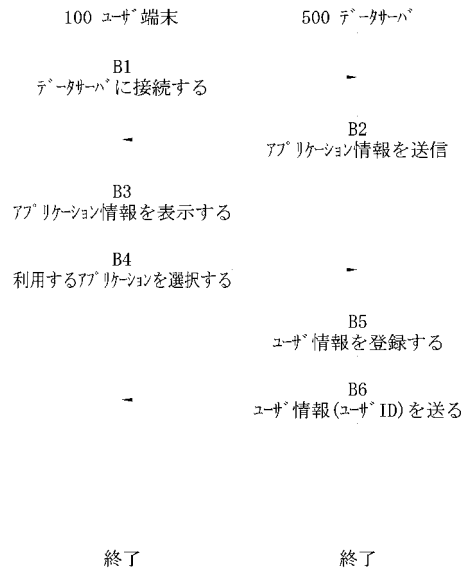 100 ユーザ端末
500 データサーバ
B1
データサーバに接続する
B2
アプリケーション情報を送信
B3
アプリケーション情報を表示する
B4
利用するアプリケーションを選択する
B5
ユーザ情報を登録する
B6
ユーザ情報(ユーザID)を送る
終了
終了